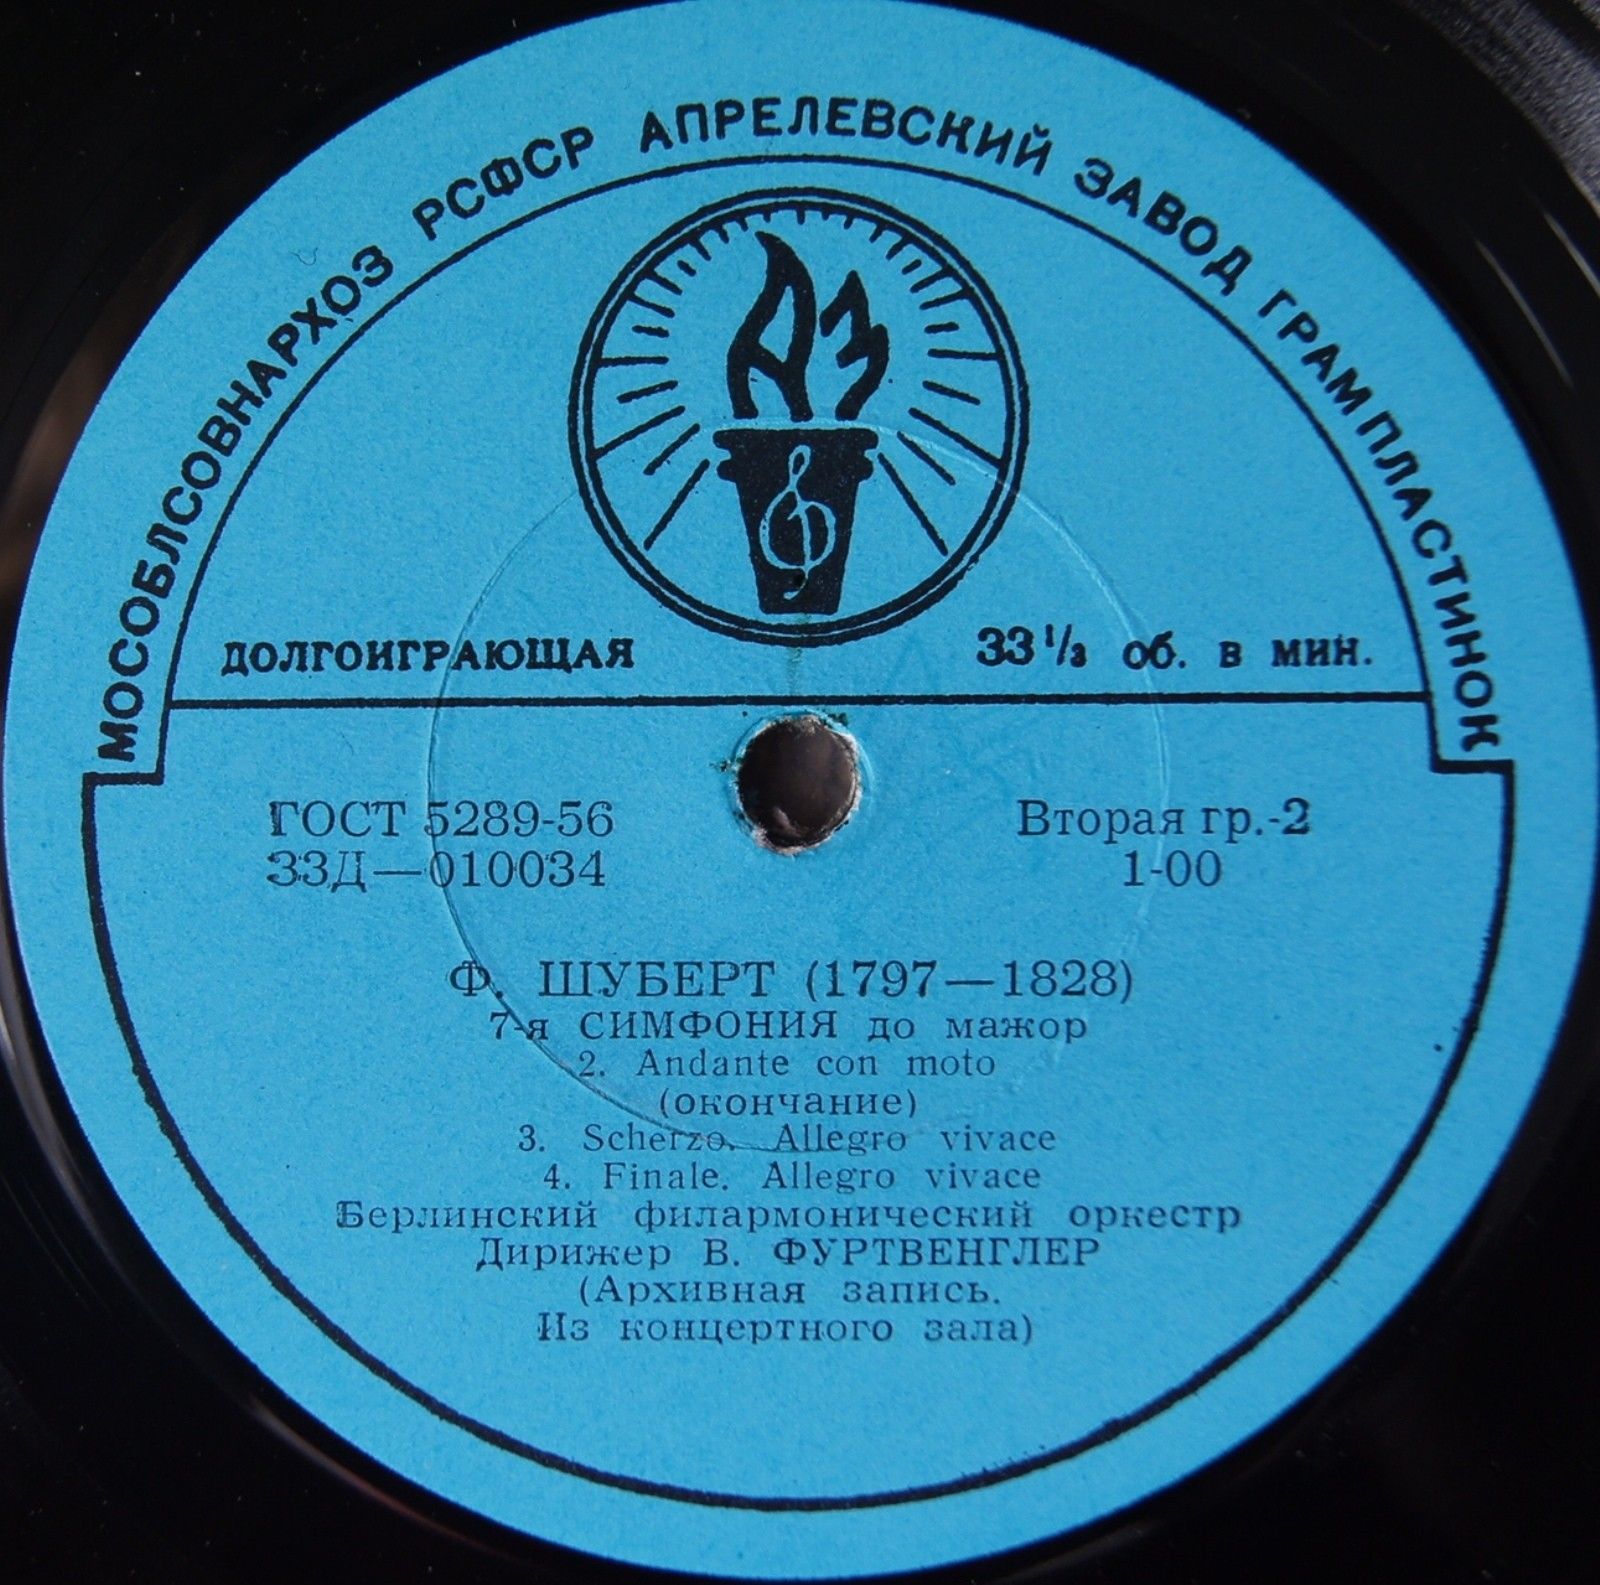 МОСОБЛСОВНАРХОЗ РСФСР АПРЕЛЕВСКИЙ ЗАВОД ГРАМПЛАСТИНОК
АЗ
ДОЛГОИГРАЮЩАЯ 33 1/3 об. в мин.
ГОСТ 5289-56 Вторая гр.-2
33Д—010034 1-00
Ф. ШУБЕРТ (1797—1828)
7-я СИМФОНИЯ до мажор
2. Andante con moto
(окончание)
3. Scherzo. Allegro vivace
4. Finale. Allegro vivace
Берлинский филармонический оркестр
Дирижер В. ФУРТВЕНГЛЕР
(Архивная запись.
Из концертного зала)